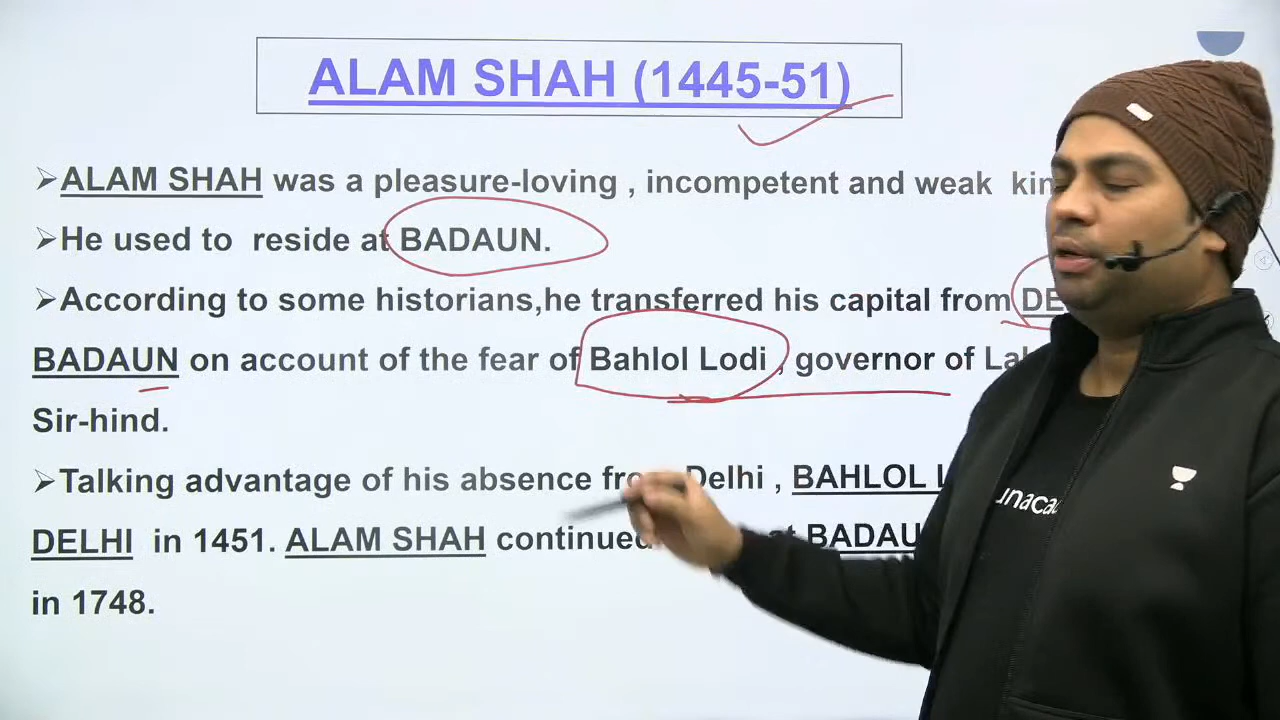 ALAM SHAH (1445-51)
➢ALAM SHAH was a pleasure-loving , incompetent and weak
➢He used to reside at BADAUN.
➢According to some historians,he transferred his capital from
BADAUN on account of the fear of Bahlol Lodi , governor of
Sir-hind.
➢Talking advantage of his absence Delhi , BAHLOL
DELHI in 1451. ALAM SHAH continued at
in 1748.